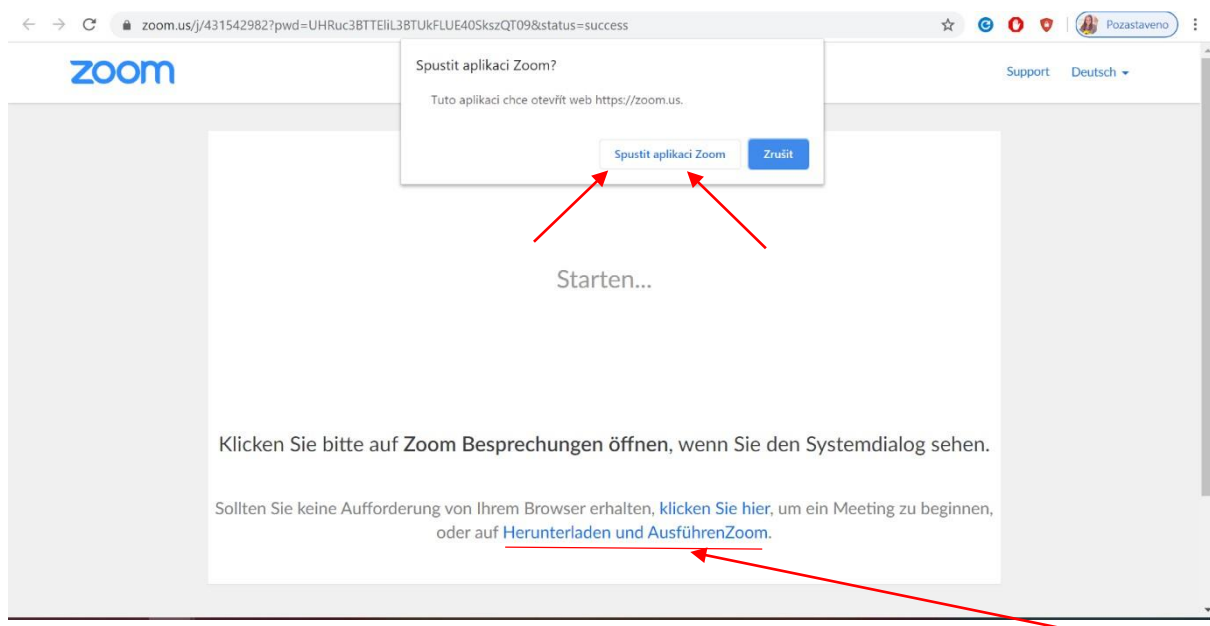 zoom.us/j/431542982?pwd=UHRuc3BTTEliL3BTUkFLUE40SkszQT09&status=success
Pozastaveno
zoom
Support Deutsch
Spustit aplikaci Zoom?
Tuto aplikaci chce otevřít web https://zoom.us.
Spustit aplikaci Zoom Zrušit
Starten...
Klicken Sie bitte auf Zoom Besprechungen öffnen, wenn Sie den Systemdialog sehen.
Sollten Sie keine Aufforderung von Ihrem Browser erhalten, klicken Sie hier, um ein Meeting zu beginnen,
oder auf Herunterladen und AusführenZoom.